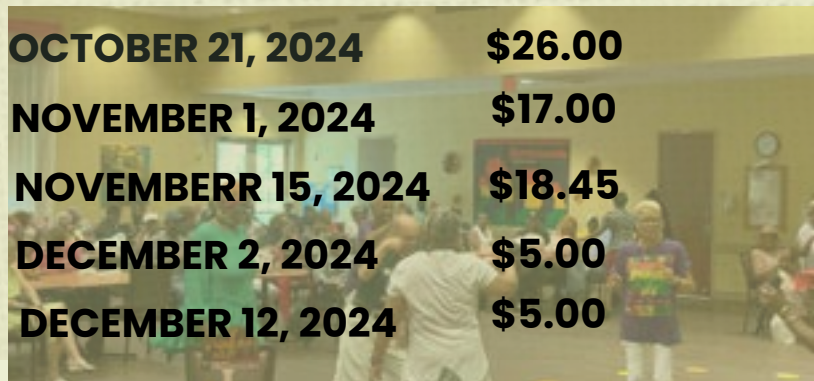 OCTOBER 21, 2024 $26.00
NOVEMBER 1, 2024 $17.00
NOVEMBERR 15, 2024 $18.45
DECEMBER 2, 2024 $5.00
DECEMBER 12, 2024 $5.00